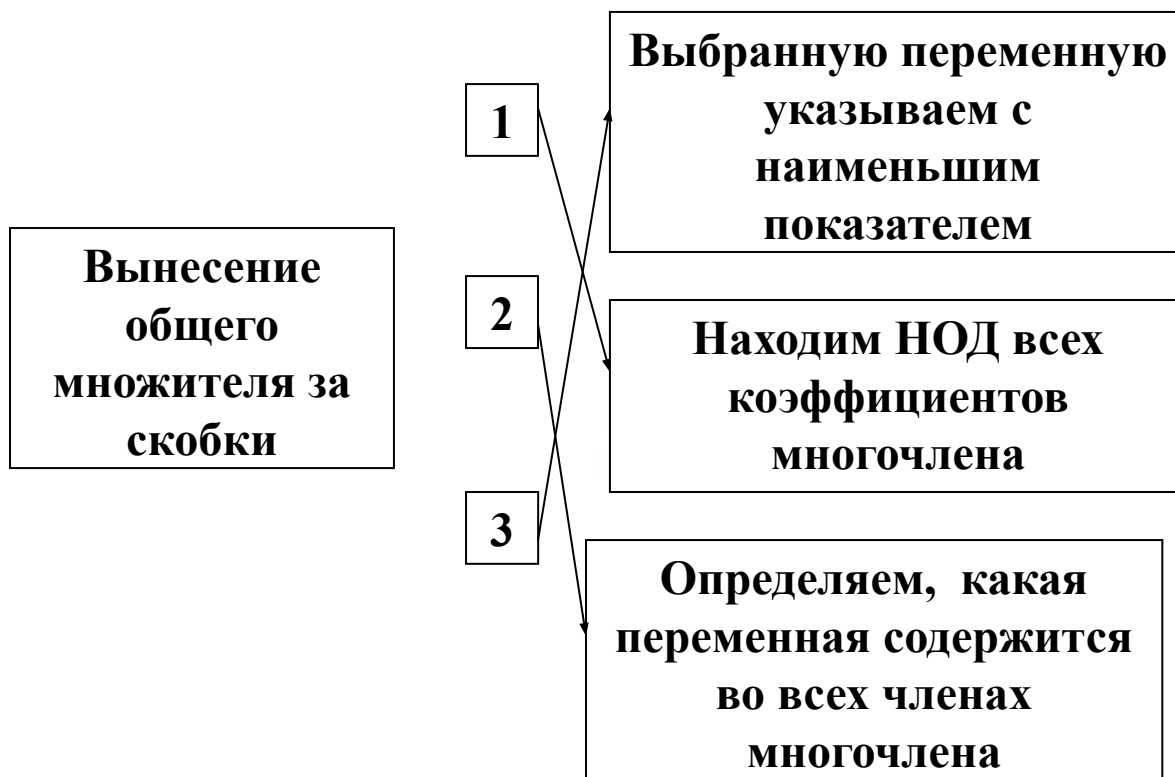 Вынесение
общего
множителя за
скобки
1
2
3
Выбранную переменную
указываем с
наименьшим
показателем
Находим НОД всех
коэффициентов
многочлена
Определяем, какая
переменная содержится
во всех членах
многочлена